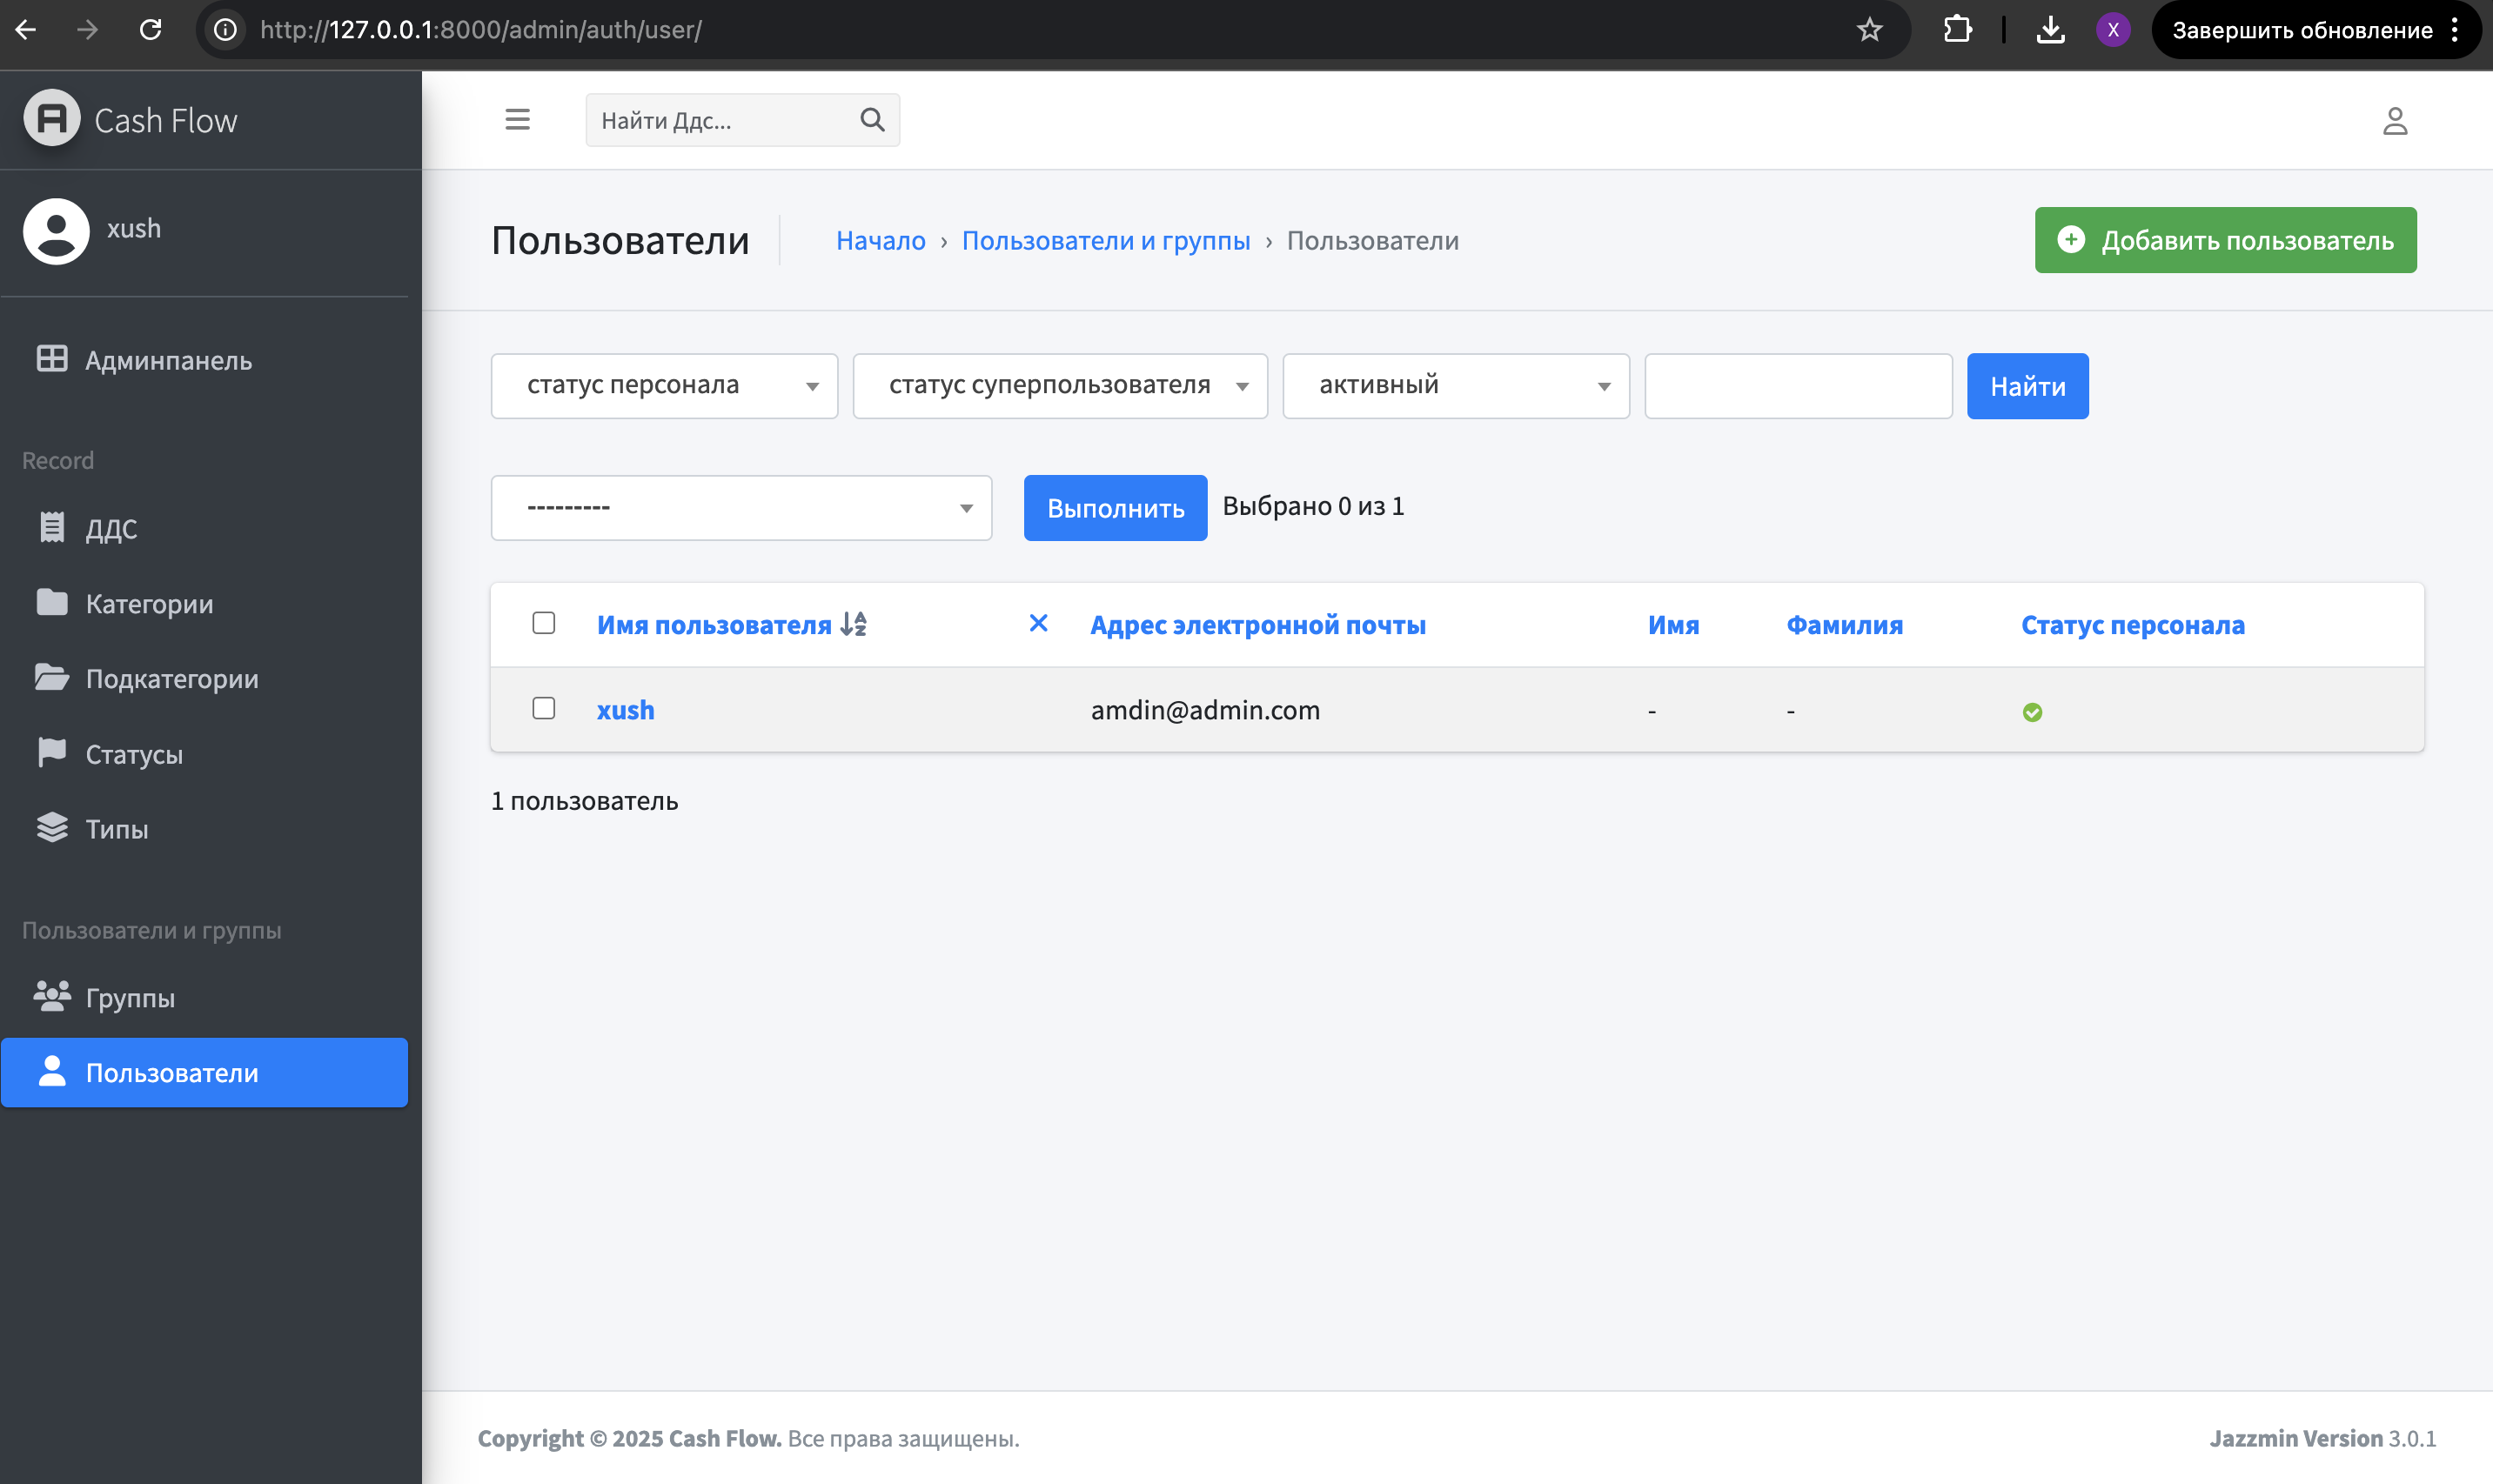 http://127.0.0.1:8000/admin/auth/user/
X
Завершить обновление
Cash Flow
Найти Ддс...
xush
Пользователи
Начало › Пользователи и группы › Пользователи
Добавить пользователь
Админпанель
статус персонала
статус суперпользователя
активный
Найти
Record
---------
Выполнить
Выбрано 0 из 1
ДДС
Категории
Подкатегории
Статусы
Типы
Имя пользователя
Адрес электронной почты
Имя
Фамилия
Статус персонала
xush
amdin@admin.com
-
-
1 пользователь
Пользователи и группы
Группы
Пользователи
Copyright © 2025 Cash Flow. Все права защищены.
Jazzmin Version 3.0.1